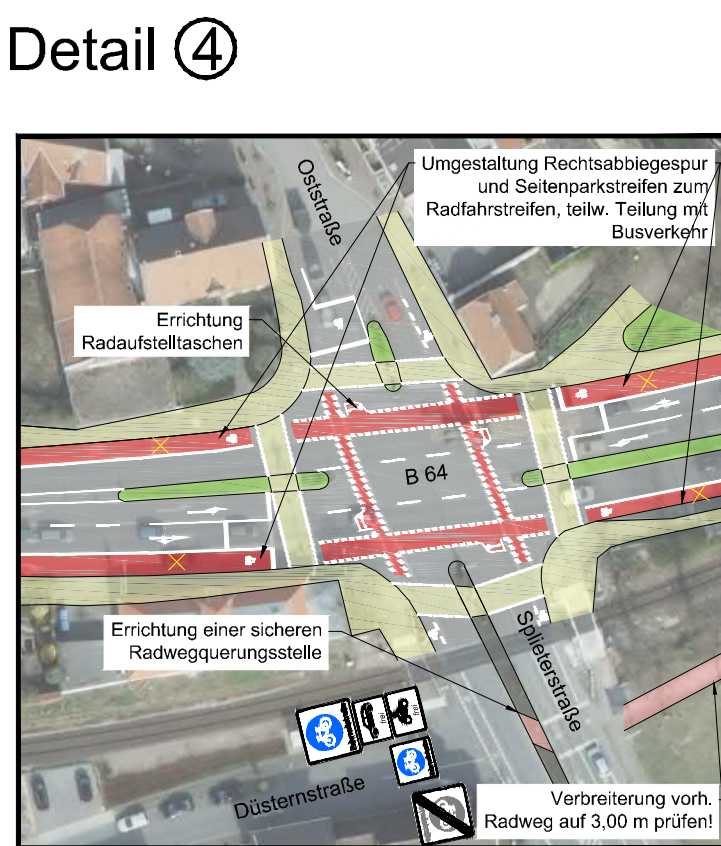 Detail 4
Oststraße
Umgestaltung Rechtsabbiegespur
und Seitenparkstreifen zum
Radfahrstreifen, teilw. Teilung mit
Busverkehr
Errichtung
Radaufstelltaschen
B 64
Errichtung einer sicheren
Radwegquerungsstelle
Splieterstraße
frei
frei
Düsternstraße
Verbreiterung vorh.
Radweg auf 3,00 m prüfen!